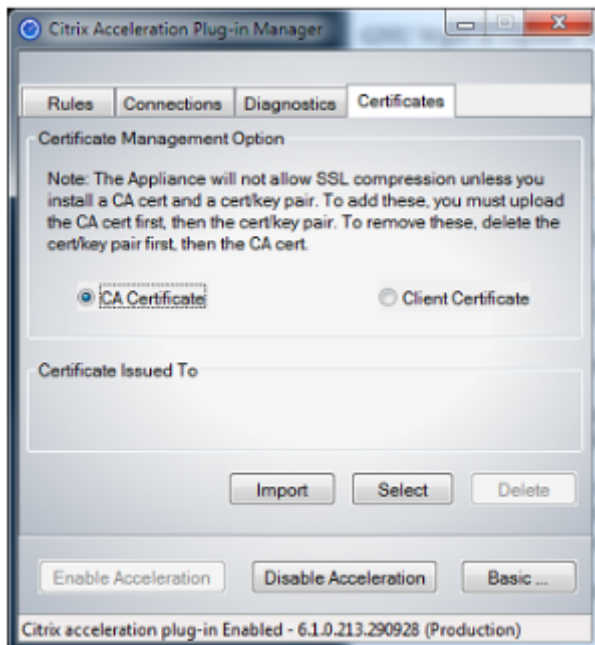 Citrix Acceleration Plug-in Manager
Rules Connections Diagnostics Certificates
Certificate Management Option
Note: The Appliance will not allow SSL compression unless you
install a CA cert and a cert/key pair. To add these, you must upload
the CA cert first, then the cert/key pair. To remove these, delete the
cert/key pair first, then the CA cert.
CA Certificate Client Certificate
Certificate Issued To
Import Select Delete
Enable Acceleration Disable Acceleration Basic ...
Citrix acceleration plug-in Enabled - 6.1.0.213.290928 (Production)